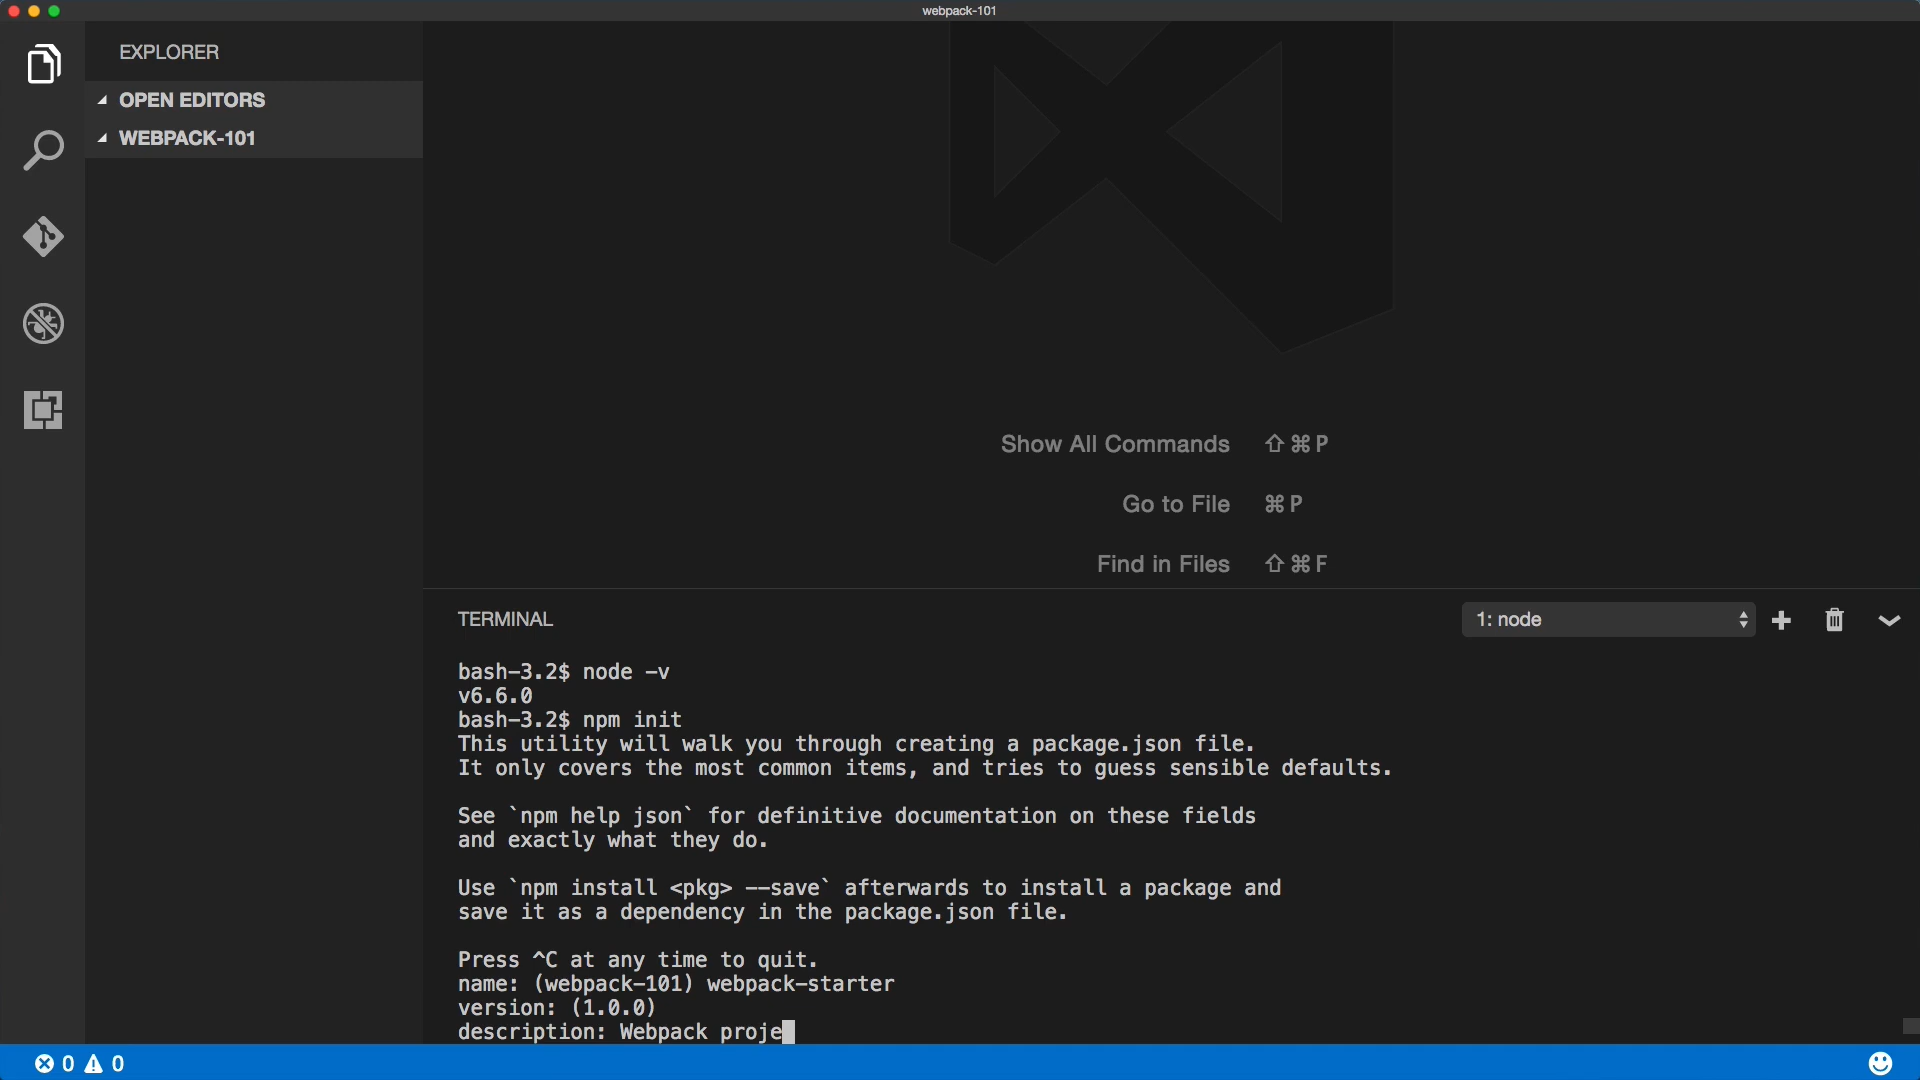 webpack-101
EXPLORER
OPEN EDITORS
WEBPACK-101
Show All Commands ⇧⌘P
Go to File ⌘P
Find in Files ⇧⌘F
TERMINAL
1: node
bash-3.2$ node -v
v6.6.0
bash-3.2$ npm init
This utility will walk you through creating a package.json file.
It only covers the most common items, and tries to guess sensible defaults.
See `npm help json` for definitive documentation on these fields
and exactly what they do.
Use `npm install <pkg> --save` afterwards to install a package and
save it as a dependency in the package.json file.
Press ^C at any time to quit.
name: (webpack-101) webpack-starter
version: (1.0.0)
description: Webpack proje
0 0